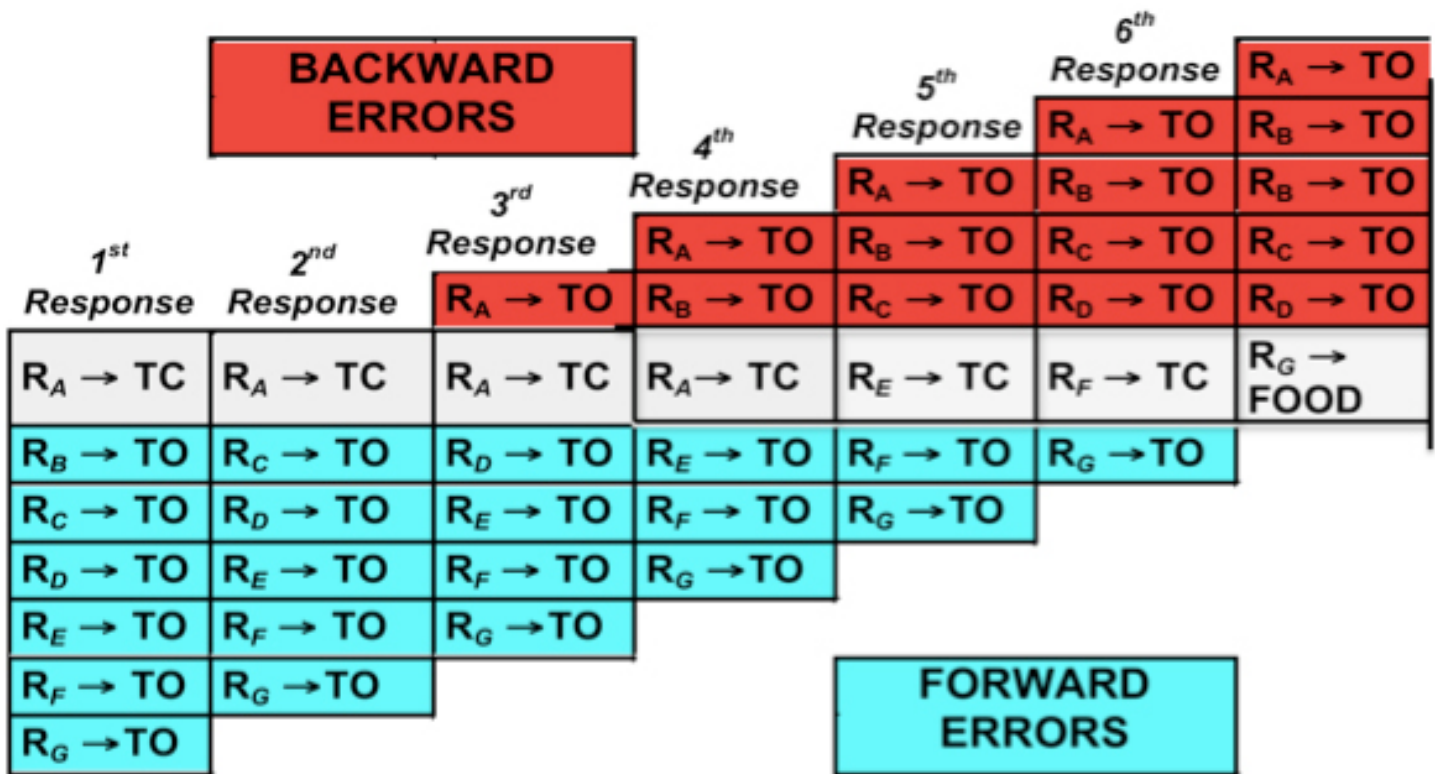 BACKWARD
ERRORS
6th
Response
RA → TO
5th
Response
RA → TO
RB → TO
4th
Response
RA → TO
RB → TO
RB → TO
3rd
Response
RA → TO
RB → TO
RC → TO
RC → TO
1st
Response
2nd
Response
RA → TO
RB → TO
RC → TO
RD → TO
RD → TO
RA → TC
RA → TC
RA → TC
RA→ TC
RE → TC
RF → TC
RG →
FOOD
RB → TO
RC → TO
RD → TO
RE → TO
RF → TO
RG →TO
RC → TO
RD → TO
RE → TO
RF → TO
RG →TO
RD → TO
RE → TO
RF → TO
RG →TO
RE → TO
RF → TO
RG →TO
RF → TO
RG →TO
FORWARD
ERRORS
RG →TO